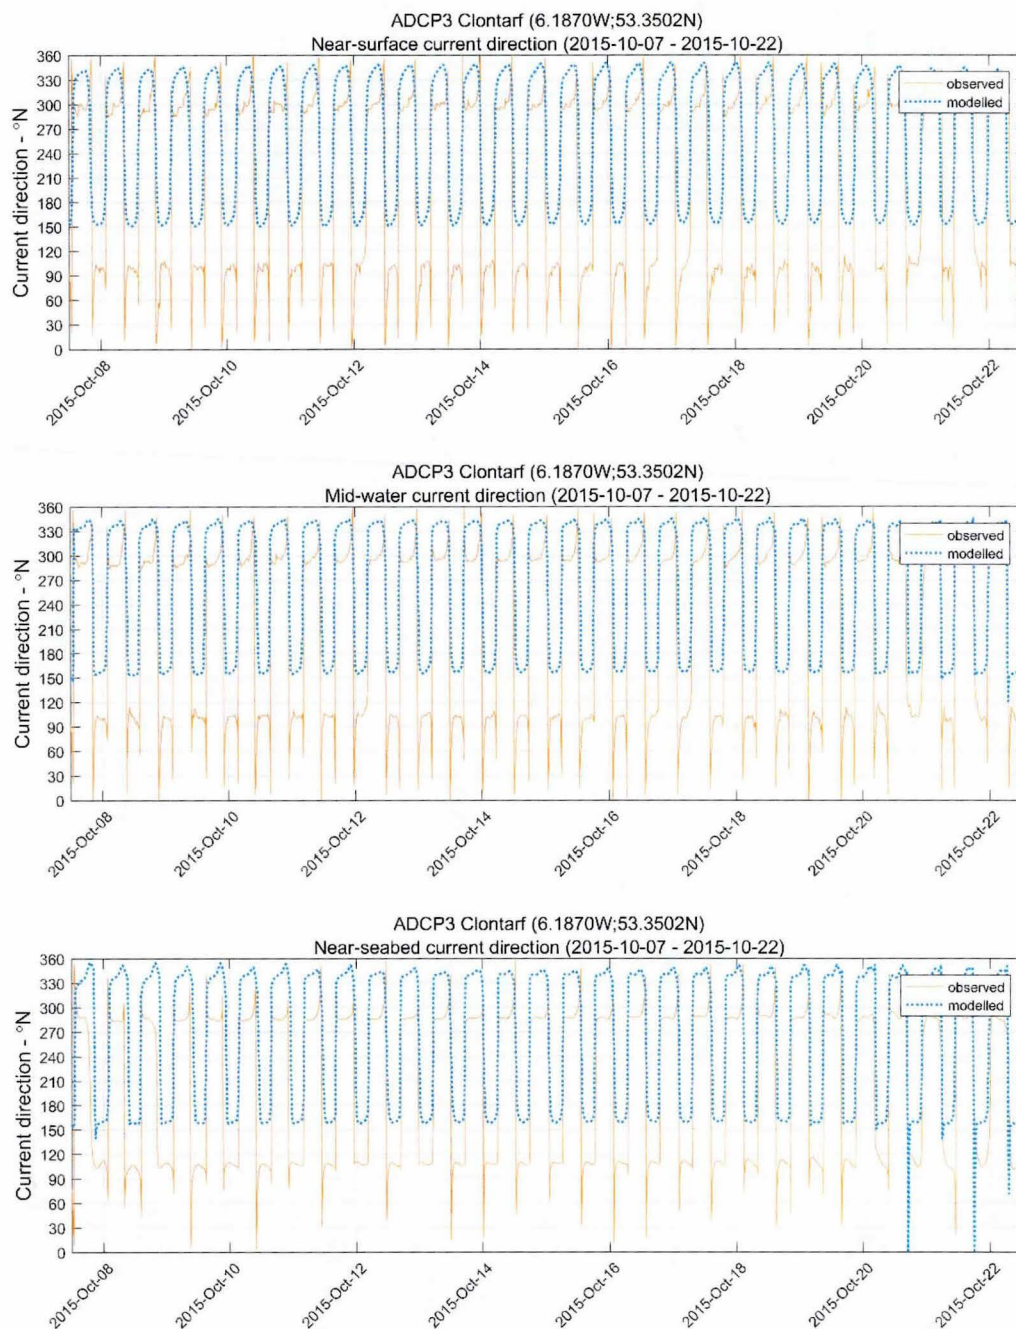 ADCP3 Clontarf (6.1870W;53.3502N)
Near-surface current direction (2015-10-07 - 2015-10-22)
Current direction - °N
360
330
300
270
240
210
180
150
120
90
60
30
0
observed
modelled
2015-Oct-08
2015-Oct-10
2015-Oct-12
2015-Oct-14
2015-Oct-16
2015-Oct-18
2015-Oct-20
2015-Oct-22
ADCP3 Clontarf (6.1870W;53.3502N)
Mid-water current direction (2015-10-07 - 2015-10-22)
Current direction - °N
360
330
300
270
240
210
180
150
120
90
60
30
0
observed
modelled
2015-Oct-08
2015-Oct-10
2015-Oct-12
2015-Oct-14
2015-Oct-16
2015-Oct-18
2015-Oct-20
2015-Oct-22
ADCP3 Clontarf (6.1870W;53.3502N)
Near-seabed current direction (2015-10-07 - 2015-10-22)
Current direction - °N
360
330
300
270
240
210
180
150
120
90
60
30
0
observed
modelled
2015-Oct-08
2015-Oct-10
2015-Oct-12
2015-Oct-14
2015-Oct-16
2015-Oct-18
2015-Oct-20
2015-Oct-22